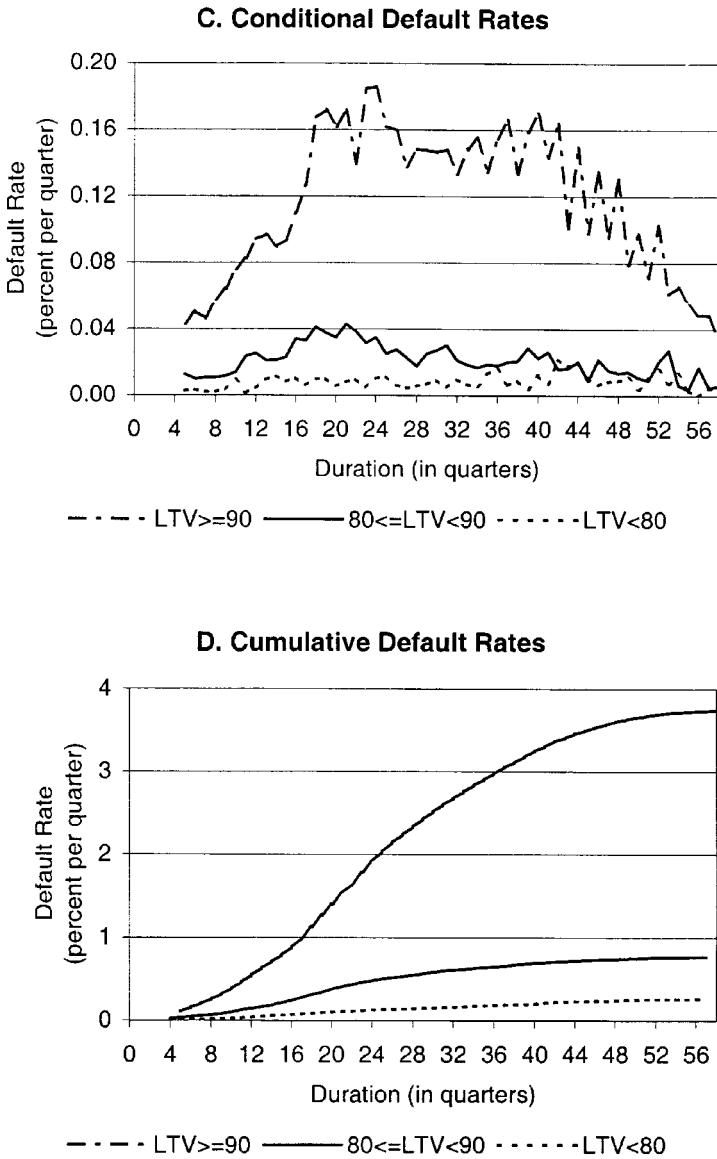 C. Conditional Default Rates
Default Rate
(percent per quarter)
0.20
0.16
0.12
0.08
0.04
0.00
0 4 8 12 16 20 24 28 32 36 40 44 48 52 56
Duration (in quarters)
LTV>=90 80<=LTV<90 LTV<80
D. Cumulative Default Rates
Default Rate
(percent per quarter)
4
3
2
1
0
0 4 8 12 16 20 24 28 32 36 40 44 48 52 56
Duration (in quarters)
LTV>=90 80<=LTV<90 LTV<80